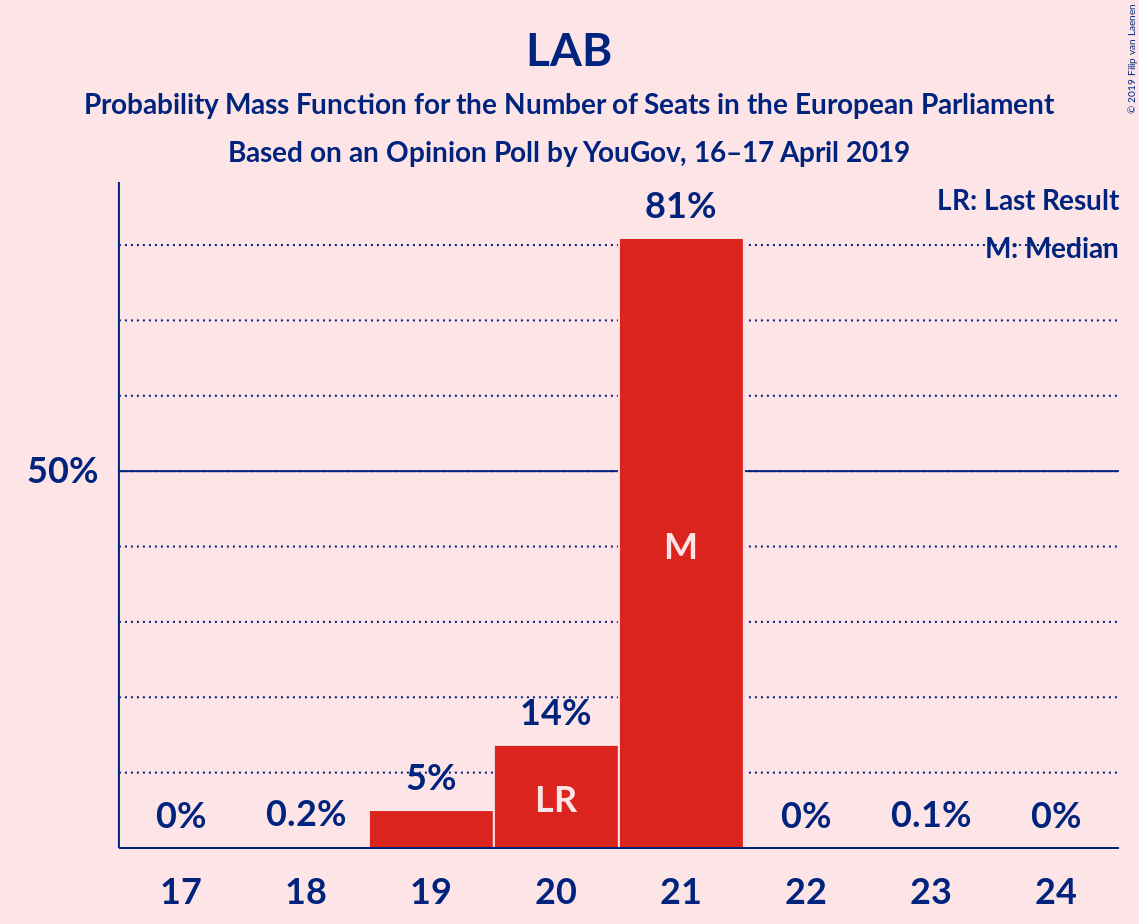 LAB
Probability Mass Function for the Number of Seats in the European Parliament
Based on an Opinion Poll by YouGov, 16–17 April 2019
© 2019 Filip van Laenen
LR: Last Result
M: Median
81%
50%
M
14%
5%
LR
0%
0.2%
0%
0.1%
0%
17
18
19
20
21
22
23
24